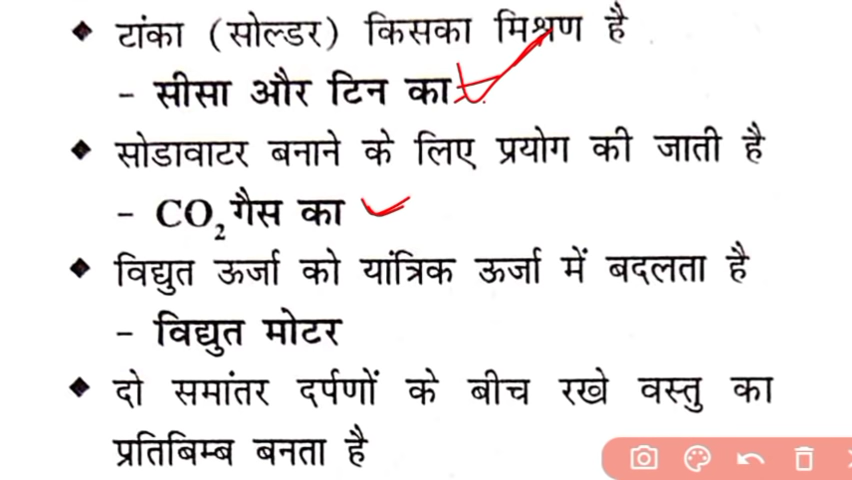 ◆ टांका (सोल्डर) किसका मिश्रण है
– सीसा और टिन का
◆ सोडावाटर बनाने के लिए प्रयोग की जाती है
– CO₂ गैस का
◆ विद्युत ऊर्जा को यांत्रिक ऊर्जा में बदलता है
– विद्युत मोटर
◆ दो समांतर दर्पणों के बीच रखे वस्तु का
प्रतिबिम्ब बनता है